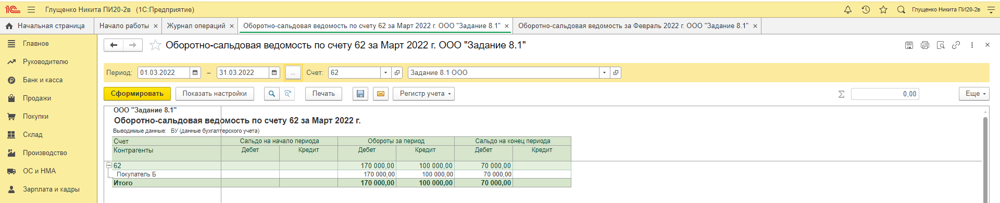 1С Глущенко Никита ПИ20-2в (1С:Предприятие) Глущенко Никита ПИ20-2в
Начальная страница Начало работы × Журнал операций × Оборотно-сальдовая ведомость по счету 62 за Март 2022 г. ООО "Задание 8.1" × Оборотно-сальдовая ведомость за Февраль 2022 г. ООО "Задание 8.1" ×
Главное
Руководителю
Банк и касса
Продажи
Покупки
Склад
Производство
ОС и НМА
Зарплата и кадры
Оборотно-сальдовая ведомость по счету 62 за Март 2022 г. ООО "Задание 8.1"
Период: 01.03.2022 – 31.03.2022 ... Счет: 62 Задание 8.1 ООО
Сформировать Показать настройки Печать Регистр учета Σ 0,00 Еще
ООО "Задание 8.1"
Оборотно-сальдовая ведомость по счету 62 за Март 2022 г.
Выводимые данные: БУ (данные бухгалтерского учета)
Счет Сальдо на начало периода Обороты за период Сальдо на конец периода
Контрагенты Дебет Кредит Дебет Кредит Дебет Кредит
62 170 000,00 100 000,00 70 000,00
Покупатель Б 170 000,00 100 000,00 70 000,00
Итого 170 000,00 100 000,00 70 000,00